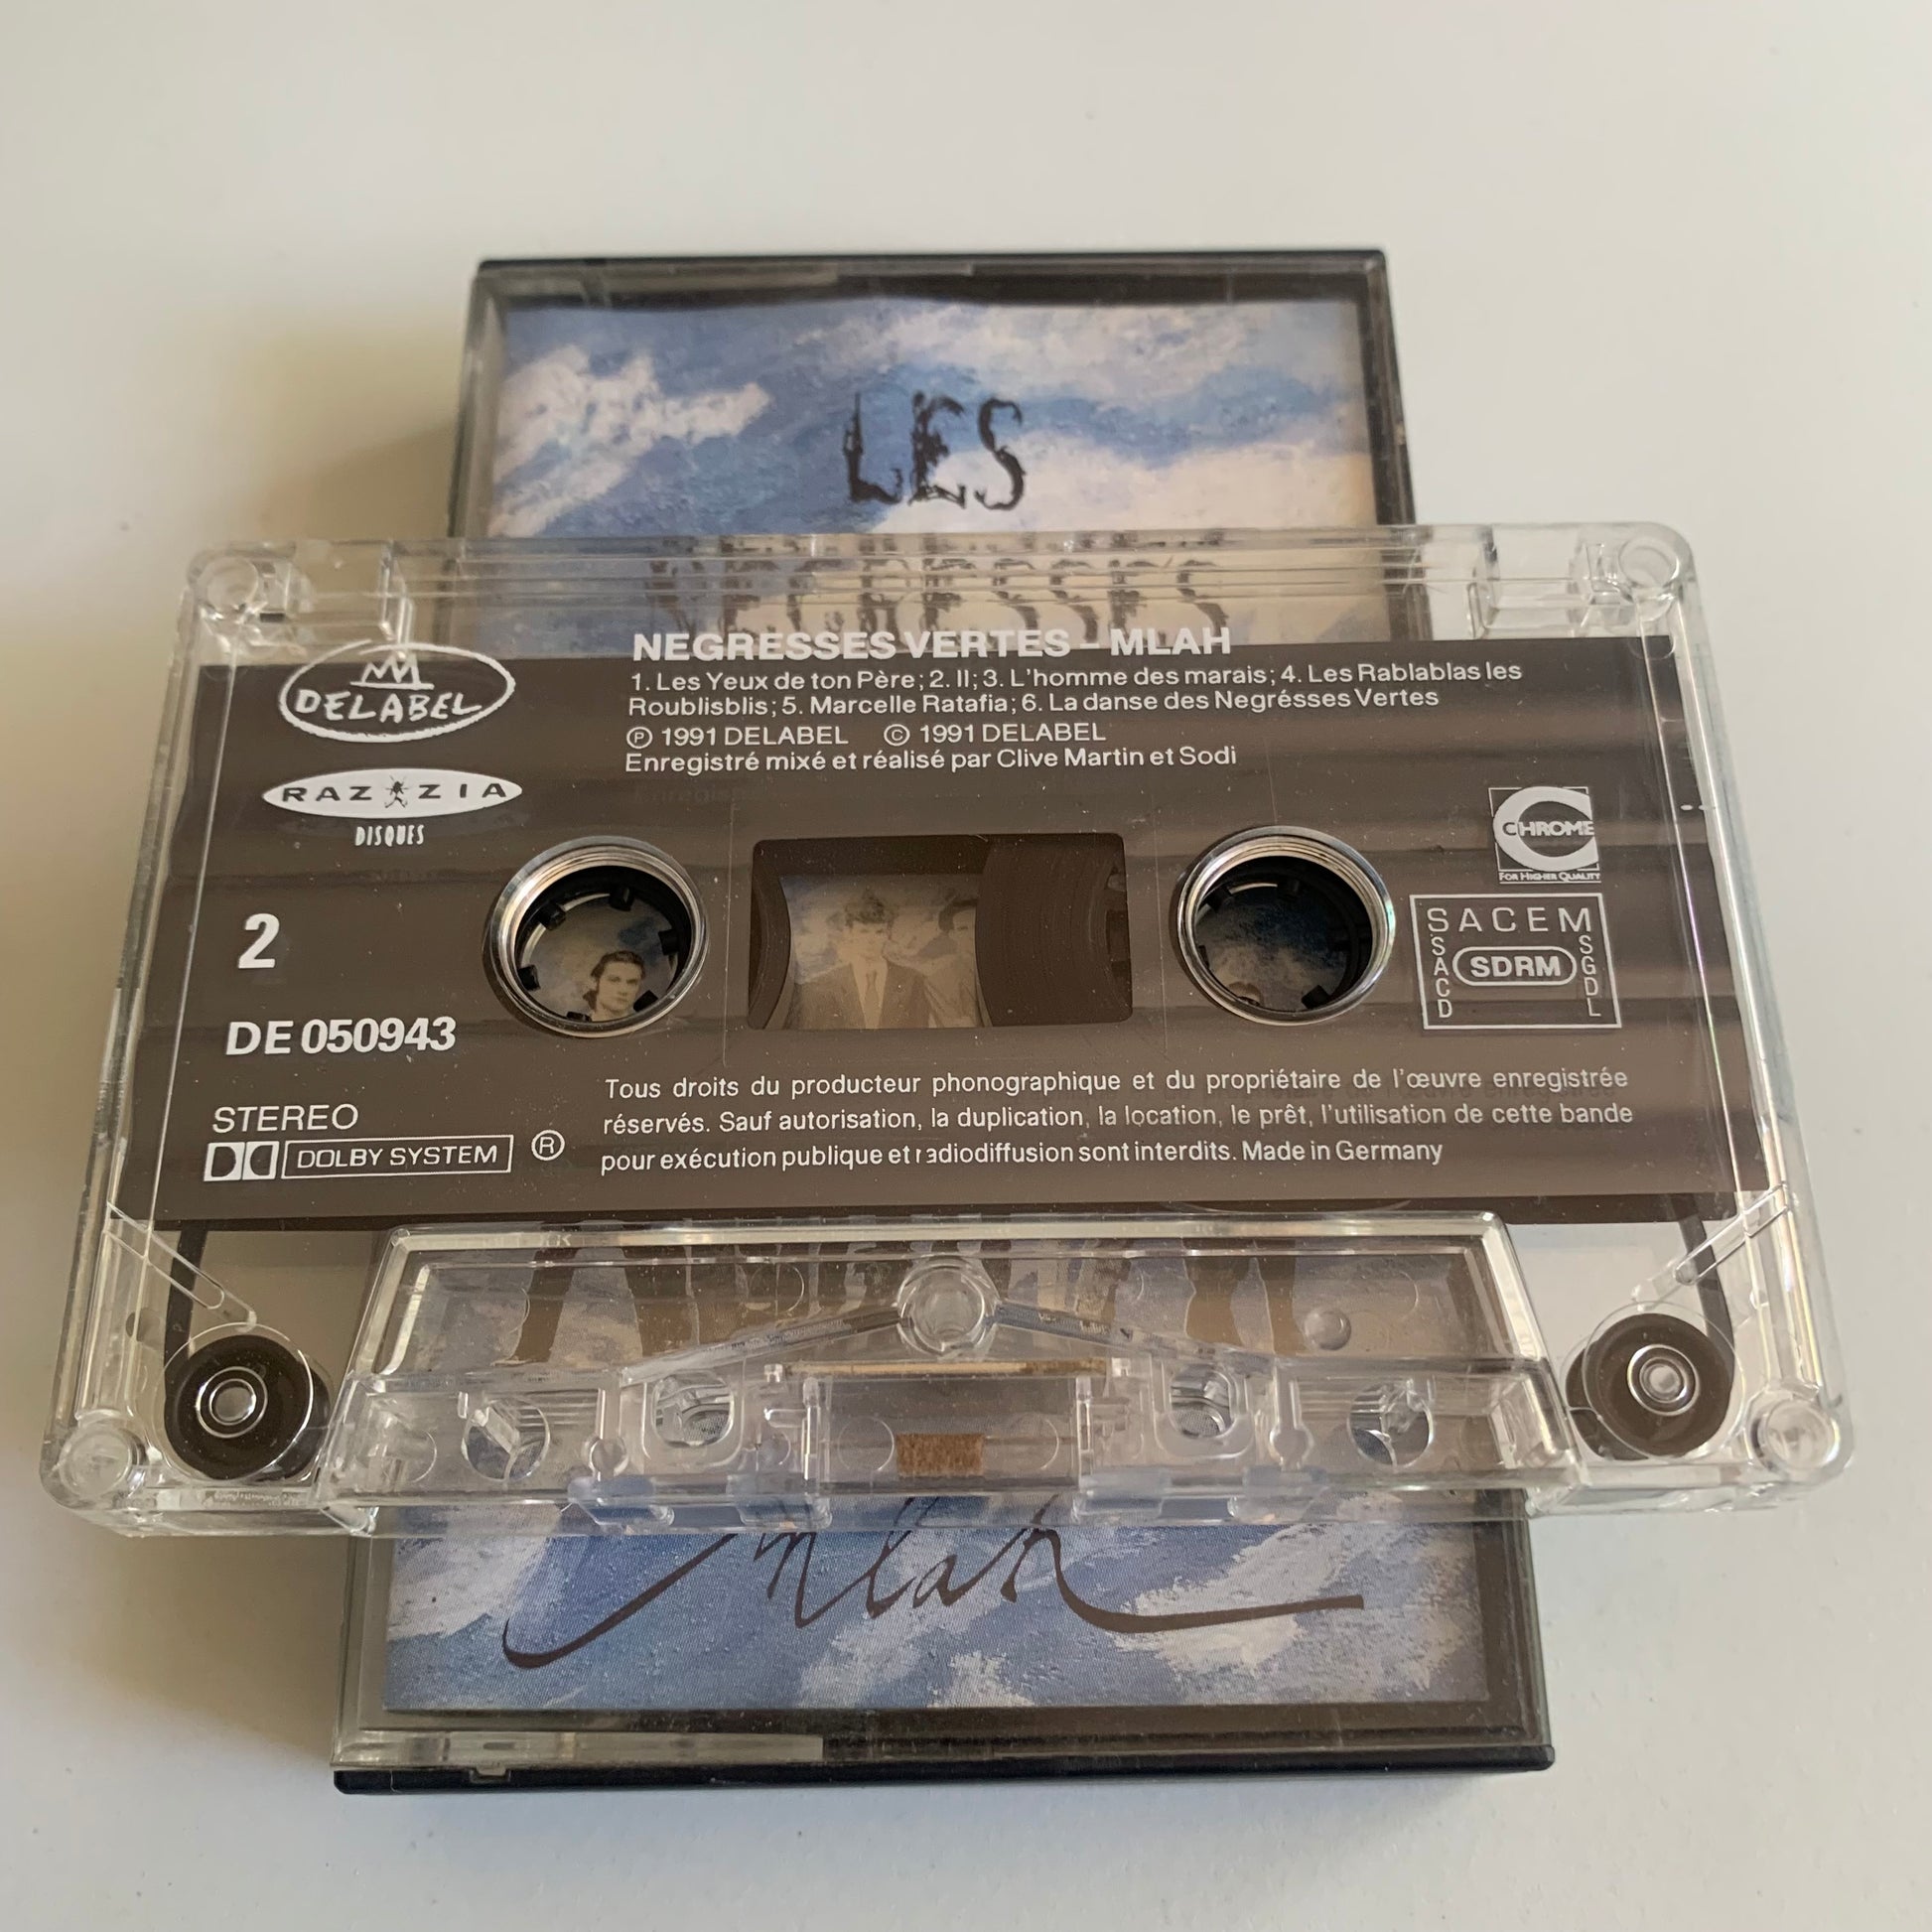 LES
NEGRESSES
NEGRESSES VERTES - MLAH
1. Les Yeux de ton Père; 2. Il; 3. L'homme des marais; 4. Les Rablablas les
Roublisblis; 5. Marcelle Ratafia; 6. La danse des Negrésses Vertes
℗ 1991 DELABEL © 1991 DELABEL
Enregistré mixé et réalisé par Clive Martin et Sodi
DELABEL
RAZZIA
DISQUES
CHROME
FOR HIGHER QUALITY
2
SACEM
SACD
SDRM
SGDL
DE 050943
STEREO
DOLBY SYSTEM ®
Tous droits du producteur phonographique et du propriétaire de l'œuvre enregistrée
réservés. Sauf autorisation, la duplication, la location, le prêt, l'utilisation de cette bande
pour exécution publique et radiodiffusion sont interdits. Made in Germany
Mlah